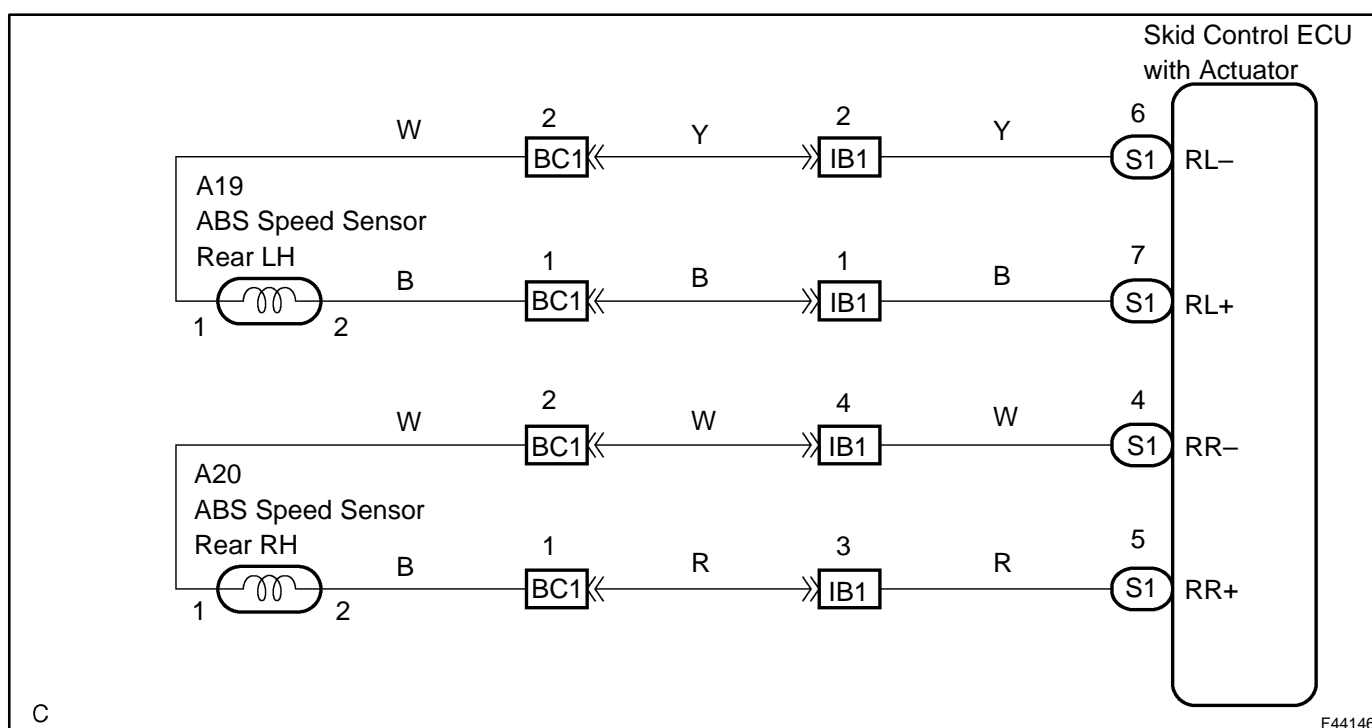 Skid Control ECU
with Actuator
W 2 Y 2 Y 6
BC1 IB1 S1 RL–
A19
ABS Speed Sensor
Rear LH
B 1 B 1 B 7
BC1 IB1 S1 RL+
1 2
W 2 W 4 W 4
BC1 IB1 S1 RR–
A20
ABS Speed Sensor
Rear RH
B 1 R 3 R 5
BC1 IB1 S1 RR+
1 2
C
F44146